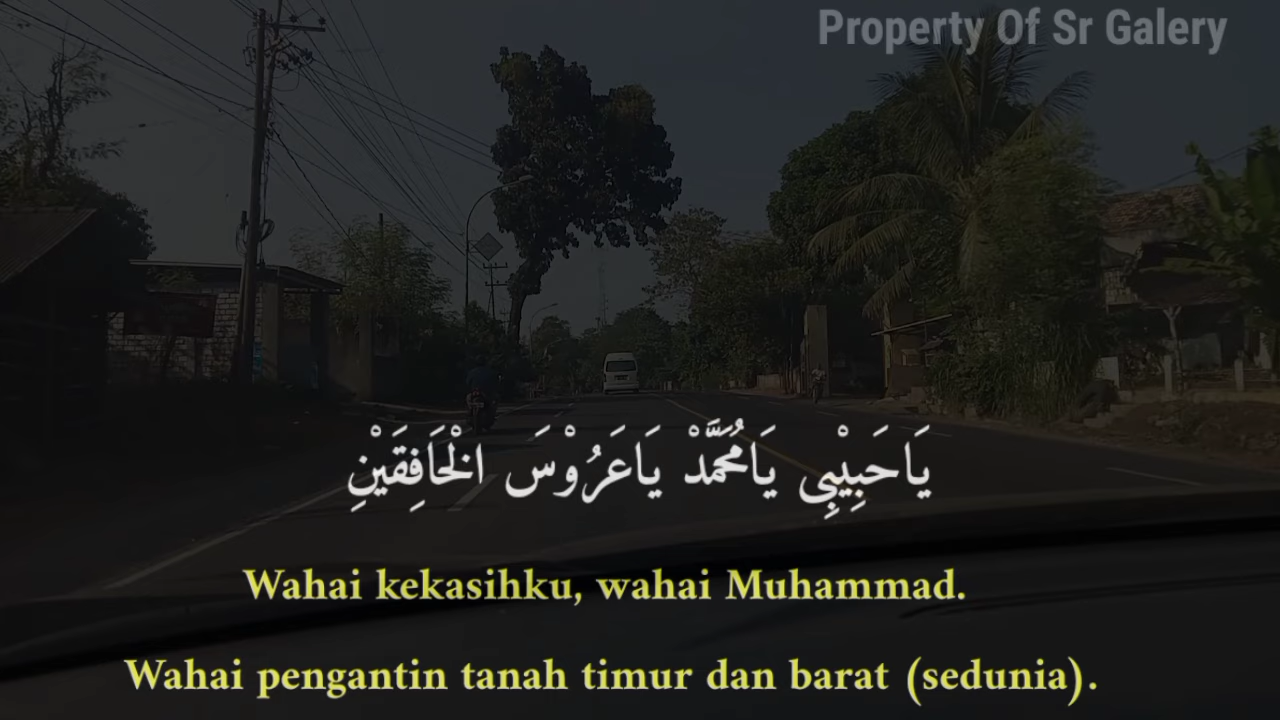 Property Of Sr Galery
يَاحَبِيْبِي يَامُحَمَّدْ يَاعَرُوْسَ الْخَافِقَيْنِ
Wahai kekasihku, wahai Muhammad.
Wahai pengantin tanah timur dan barat (sedunia).